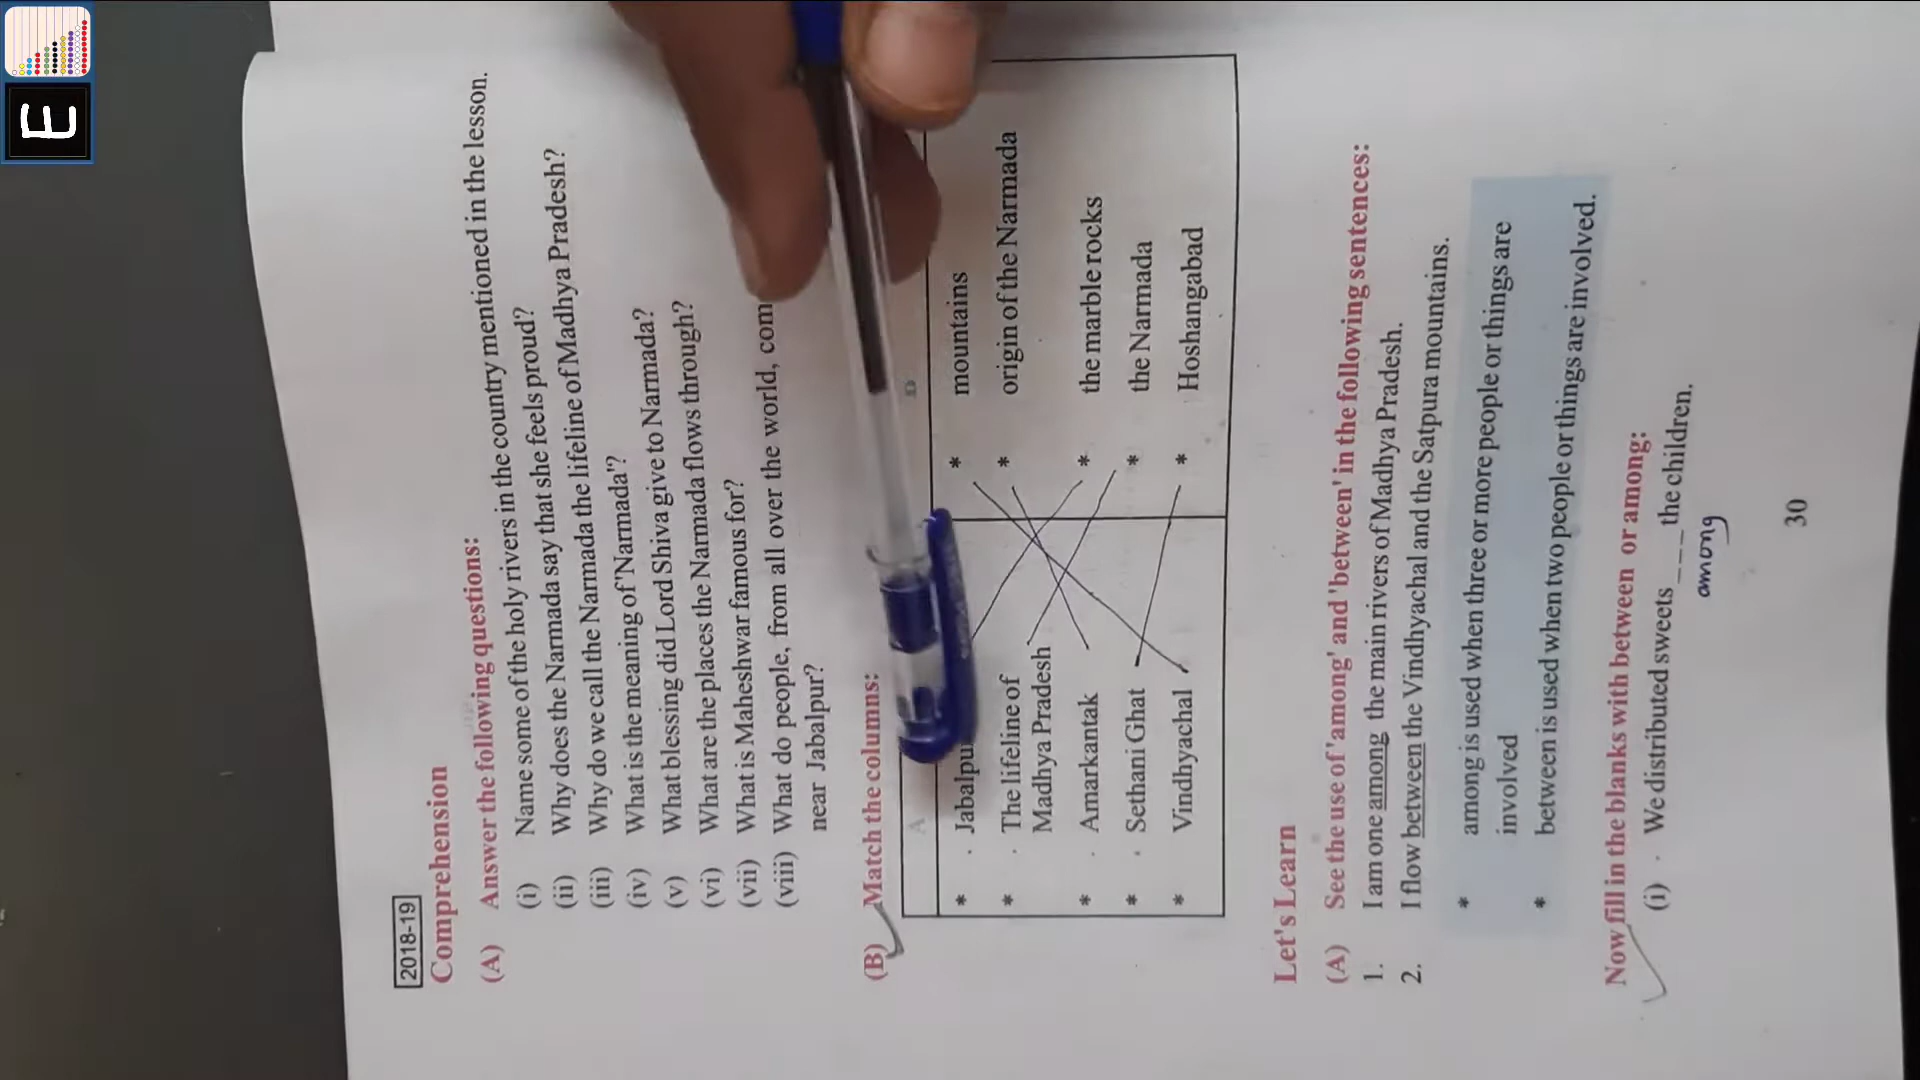 E
2018-19
Comprehension
(A) Answer the following questions:
(i) Name some of the holy rivers in the country mentioned in the lesson.
(ii) Why does the Narmada say that she feels proud?
(iii) Why do we call the Narmada the lifeline of Madhya Pradesh?
(iv) What is the meaning of 'Narmada'?
(v) What blessing did Lord Shiva give to Narmada?
(vi) What are the places the Narmada flows through?
(vii) What is Maheshwar famous for?
(viii) What do people, from all over the world, com
near Jabalpur?
(B) Match the columns:
A
* Jabalpu * mountains
* The lifeline of * origin of the Narmada
Madhya Pradesh
* Amarkantak * the marble rocks
* Sethani Ghat * the Narmada
* Vindhyachal * Hoshangabad
Let's Learn
(A) See the use of 'among' and 'between' in the following sentences:
1. I am one among the main rivers of Madhya Pradesh.
2. I flow between the Vindhyachal and the Satpura mountains.
* among is used when three or more people or things are
involved
* between is used when two people or things are involved.
Now fill in the blanks with between or among:
(i) We distributed sweets ____ the children.
among
30